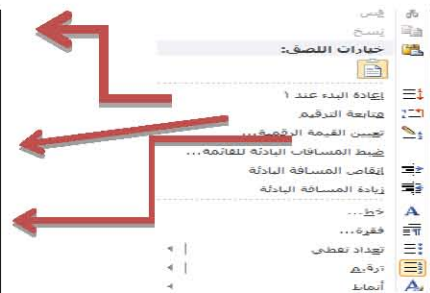 قص
نسخ
خيارات اللصق:
إعادة البدء عند ١
متابعة الترقيم
تعيين القيمة الرقمية...
ضبط المسافات البادئة للقائمة...
إنقاص المسافة البادئة
زيادة المسافة البادئة
خط...
فقرة...
تعداد نقطي
ترقيم
أنماط